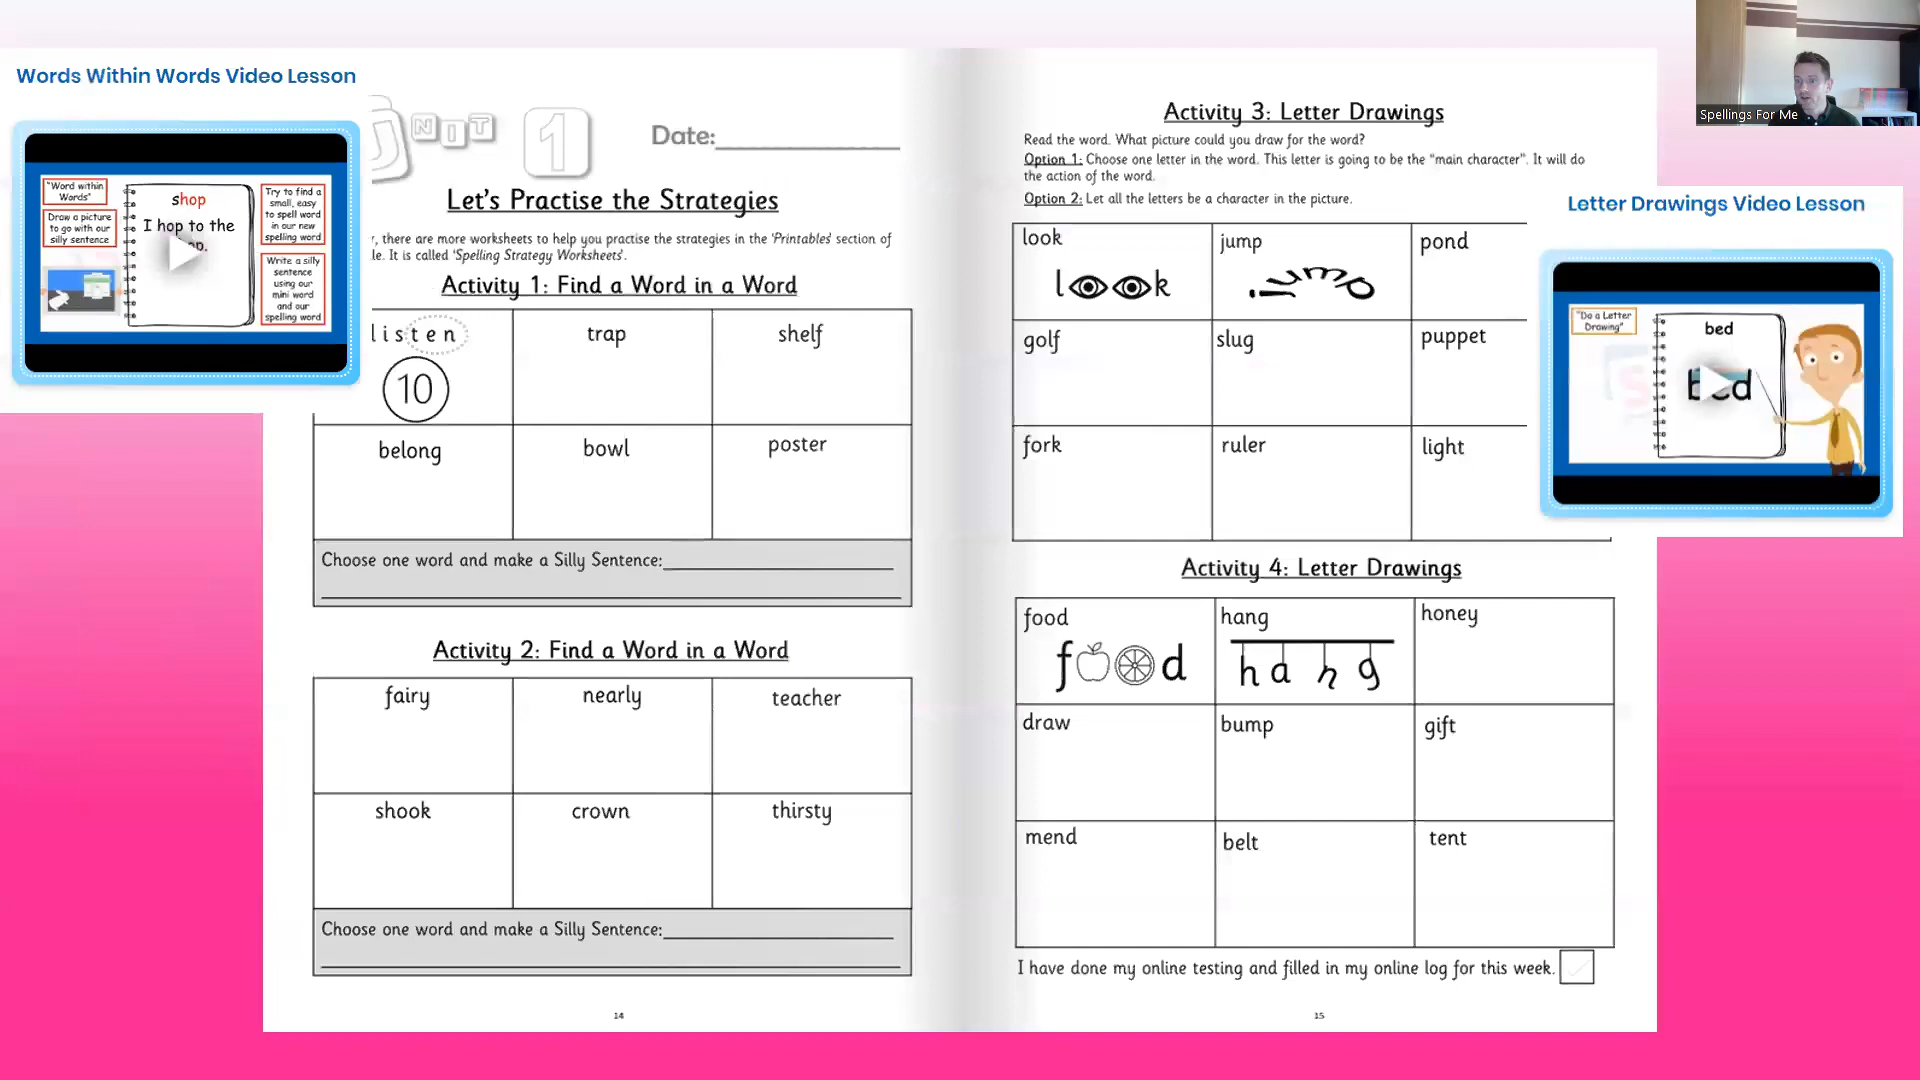 Words Within Words Video Lesson
"Word within
Words"
Draw a picture
to go with our
silly sentence
shop
I hop to the
op.
Try to find a
small, easy
to spell word
in our new
spelling word
Write a silly
sentence
using our
mini word
and our
spelling word
UNIT 1
Date:
Let's Practise the Strategies
r, there are more worksheets to help you practise the strategies in the 'Printables' section of
le. It is called 'Spelling Strategy Worksheets'.
Activity 1: Find a Word in a Word
listen
trap
shelf
10
belong
bowl
poster
Choose one word and make a Silly Sentence:
Activity 2: Find a Word in a Word
fairy
nearly
teacher
shook
crown
thirsty
Choose one word and make a Silly Sentence:
14
Activity 3: Letter Drawings
Read the word. What picture could you draw for the word?
Option 1: Choose one letter in the word. This letter is going to be the "main character". It will do
the action of the word.
Option 2: Let all the letters be a character in the picture.
look
l k
jump
jump
pond
golf
slug
puppet
fork
ruler
light
Activity 4: Letter Drawings
food
f d
hang
hang
honey
draw
bump
gift
mend
belt
tent
I have done my online testing and filled in my online log for this week.
15
Spellings For Me
Letter Drawings Video Lesson
"Do a Letter
Drawing"
bed
bed